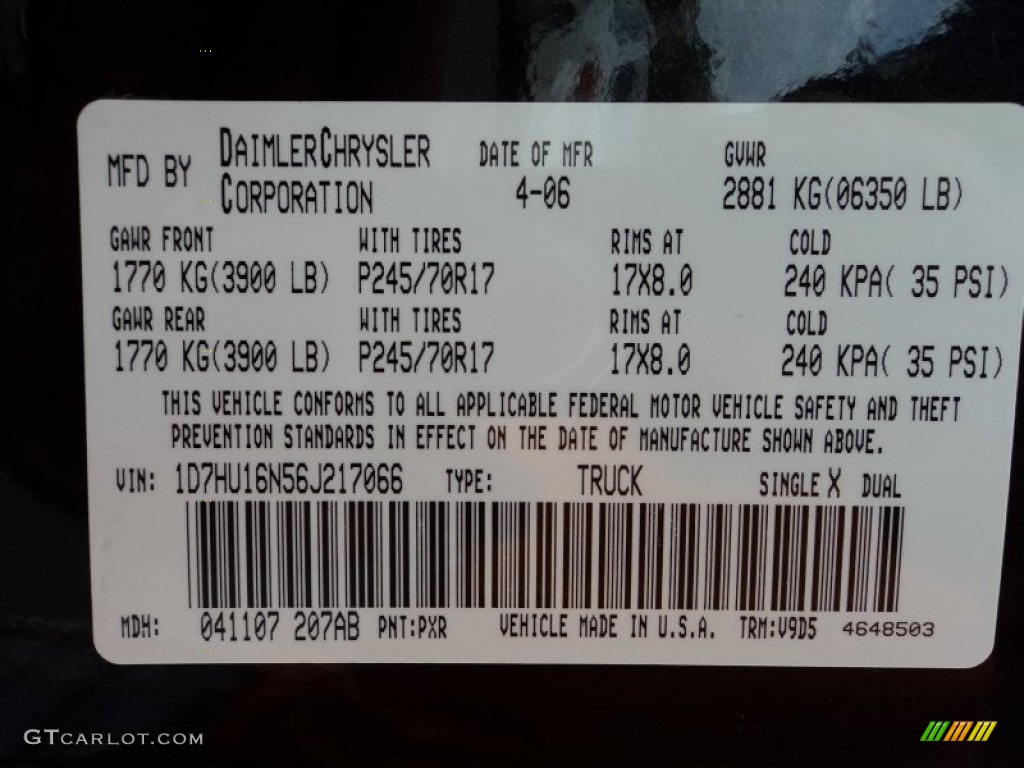 MFD BY DAIMLERCHRYSLER CORPORATION DATE OF MFR 4-06 GVWR 2881 KG(06350 LB)
GAWR FRONT WITH TIRES RIMS AT COLD
1770 KG(3900 LB) P245/70R17 17X8.0 240 KPA( 35 PSI)
GAWR REAR WITH TIRES RIMS AT COLD
1770 KG(3900 LB) P245/70R17 17X8.0 240 KPA( 35 PSI)
THIS VEHICLE CONFORMS TO ALL APPLICABLE FEDERAL MOTOR VEHICLE SAFETY AND THEFT
PREVENTION STANDARDS IN EFFECT ON THE DATE OF MANUFACTURE SHOWN ABOVE.
VIN: 1D7HU16N56J217066 TYPE: TRUCK SINGLE X DUAL
MDH: 041107 207AB PNT:PXR VEHICLE MADE IN U.S.A. TRM:V9D5 4648503
GTCARLOT.COM